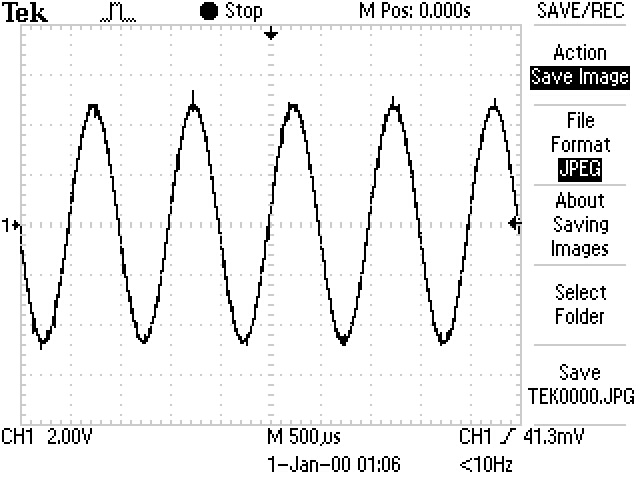 Tek Stop M Pos: 0.000s SAVE/REC
Action
Save Image
File
Format
JPEG
About
Saving
Images
Select
Folder
Save
TEK0000.JPG
1
CH1 2.00V M 500µs CH1 41.3mV
1-Jan-00 01:06 <10Hz